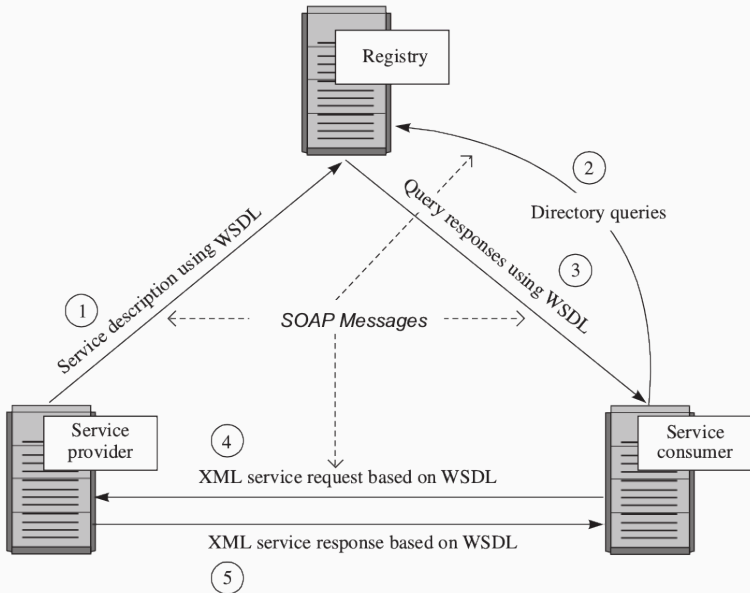 Registry
2
Directory queries
Query responses using WSDL
3
Service description using WSDL
1
SOAP Messages
Service
provider
Service
consumer
4
XML service request based on WSDL
XML service response based on WSDL
5